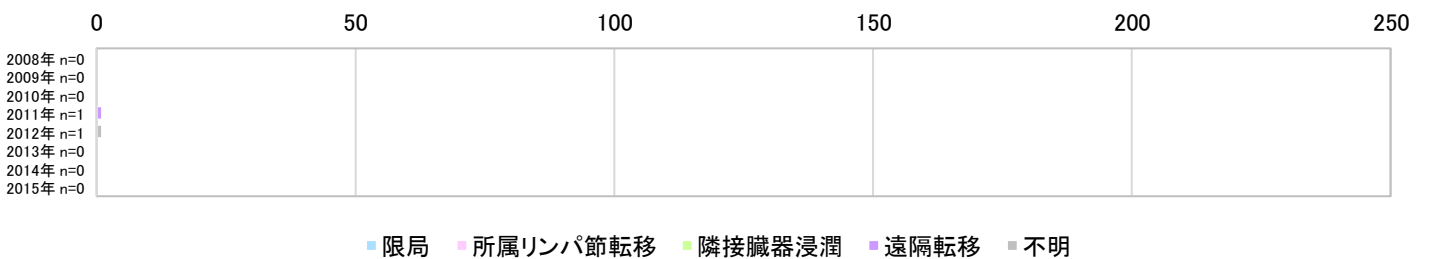 0 50 100 150 200 250
2008年 n=0
2009年 n=0
2010年 n=0
2011年 n=1
2012年 n=1
2013年 n=0
2014年 n=0
2015年 n=0
限局 所属リンパ節転移 隣接臓器浸潤 遠隔転移 不明